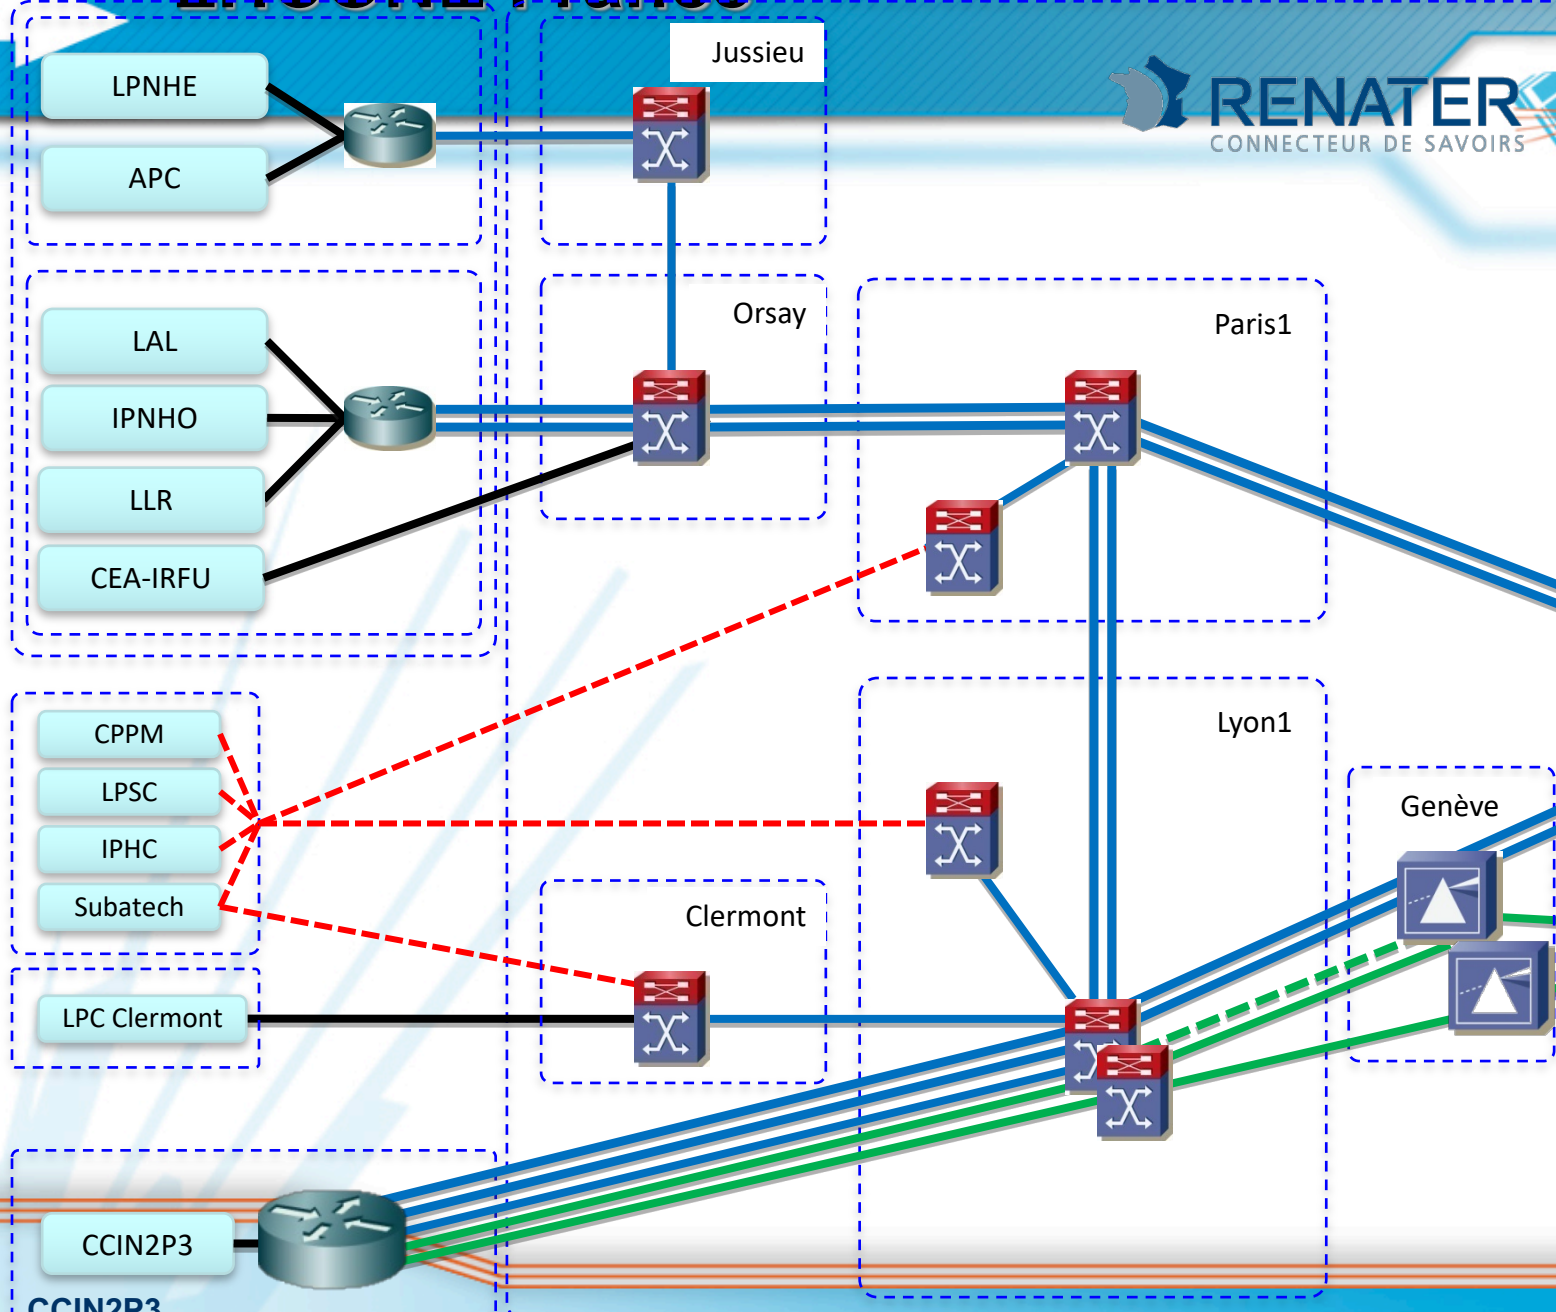 Jussieu
RENATER
CONNECTEUR DE SAVOIRS
LPNHE
APC
Orsay
Paris1
LAL
IPNHO
LLR
CEA-IRFU
Lyon1
CPPM
LPSC
IPHC
Subatech
Genève
Clermont
LPC Clermont
CCIN2P3
CCIN2P3